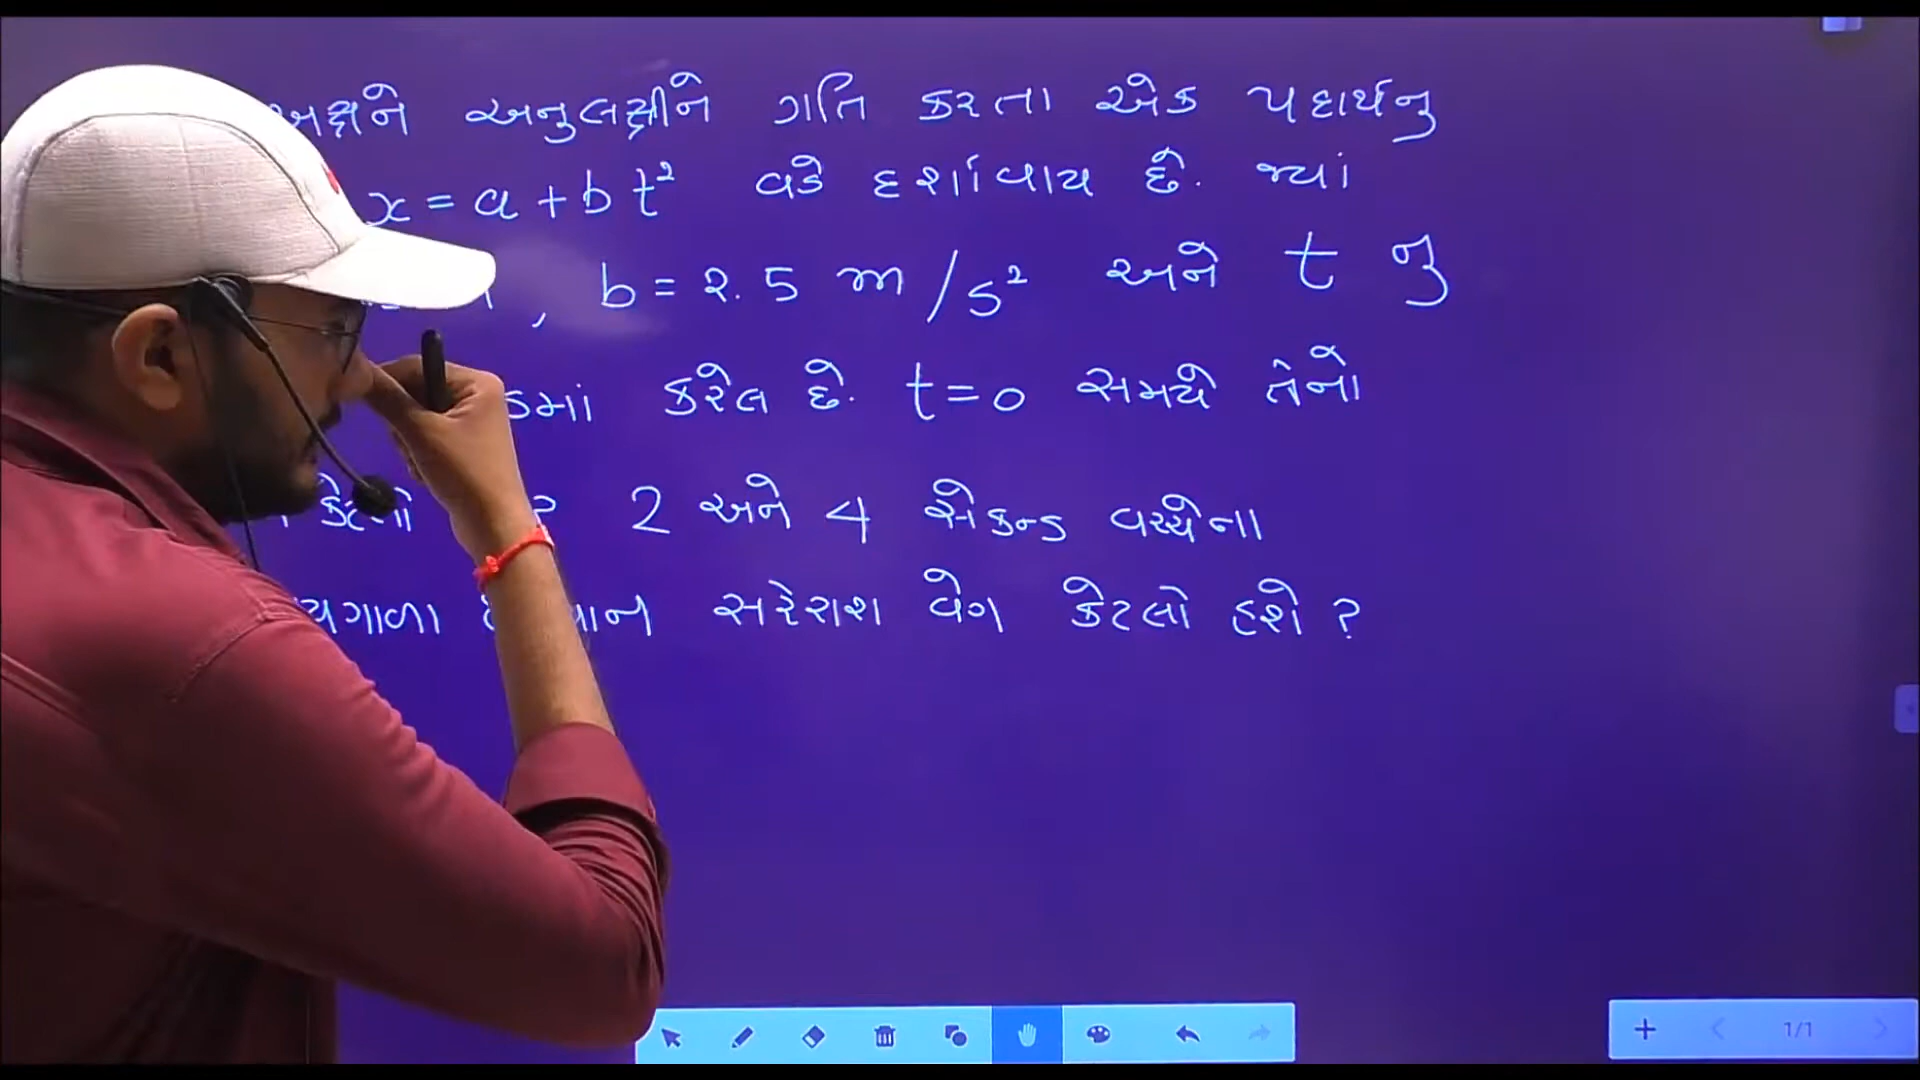 અક્ષને અનુલક્ષીને ગતિ કરતા એક પદાર્થનુ
x = a + b t² વડે દર્શાવાય છે. જ્યાં
, b = 2.5 m / s² અને t નુ
કરેલ છે. t = 0 સમયે તેનો
કેટલો ? 2 અને 4 સેકન્ડ વચ્ચેના
સરેરાશ વેગ કેટલો હશે ?
1/1